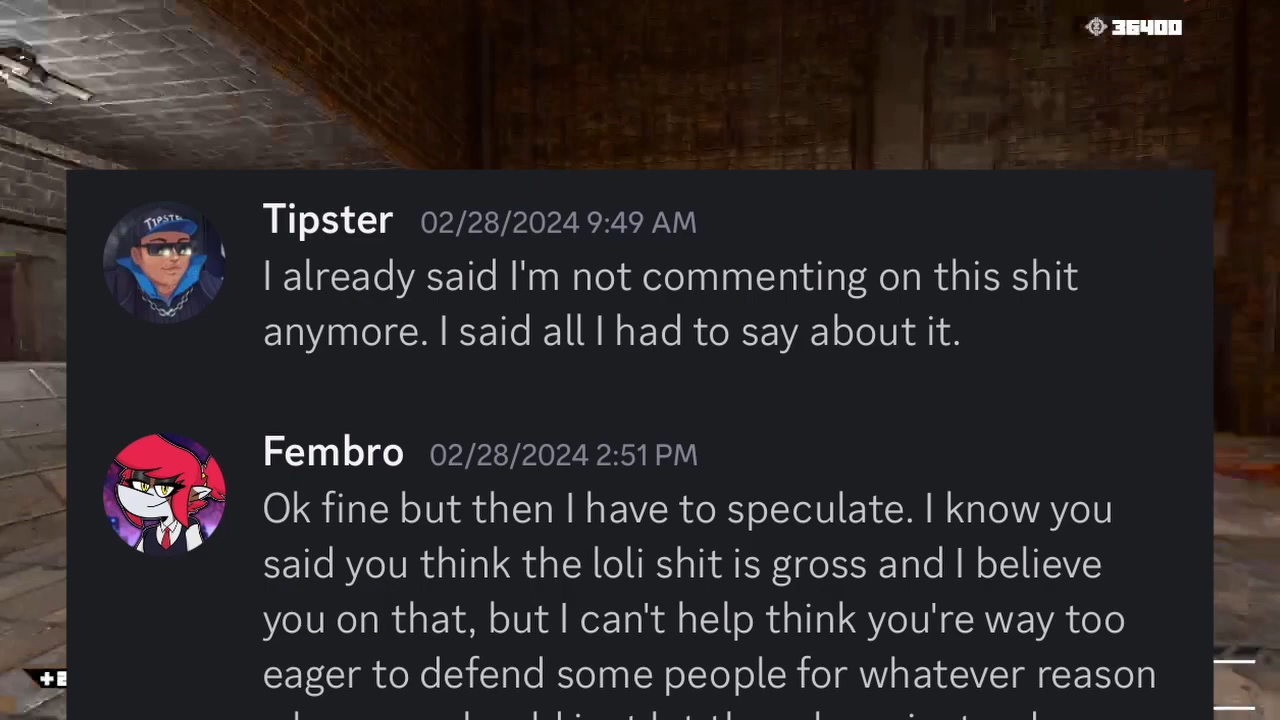 36400
TIPSTE
Tipster 02/28/2024 9:49 AM
I already said I'm not commenting on this shit
anymore. I said all I had to say about it.
Fembro 02/28/2024 2:51 PM
Ok fine but then I have to speculate. I know you
said you think the loli shit is gross and I believe
you on that, but I can't help think you're way too
eager to defend some people for whatever reason